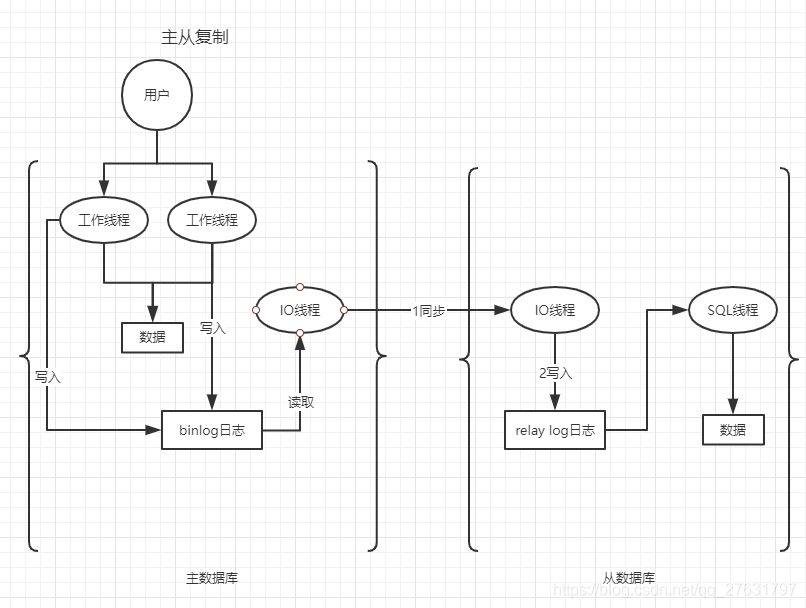 主从复制
用户
工作线程
工作线程
数据
写入
写入
binlog日志
读取
IO线程
1同步
IO线程
2写入
relay log日志
SQL线程
数据
主数据库
从数据库
https://blog.csdn.net/qq_27631797